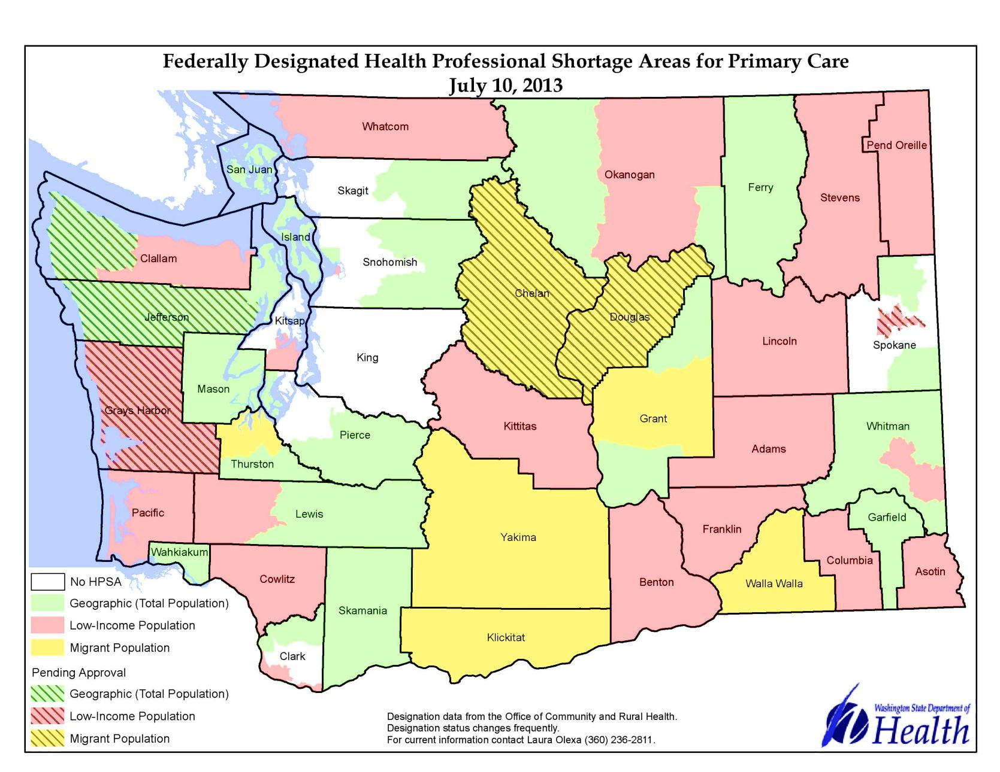 Federally Designated Health Professional Shortage Areas for Primary Care
July 10, 2013
Whatcom
Pend Oreille
San Juan
Okanogan
Ferry
Skagit
Stevens
Island
Clallam
Snohomish
Chelan
Jefferson
Douglas
Kitsap
Lincoln
Spokane
King
Mason
Grays Harbor
Grant
Kittitas
Whitman
Pierce
Adams
Thurston
Pacific
Lewis
Garfield
Franklin
Yakima
Wahkiakum
Columbia
Asotin
Cowlitz
Benton
Walla Walla
Skamania
Klickitat
Clark
No HPSA
Geographic (Total Population)
Low-Income Population
Migrant Population
Pending Approval
Geographic (Total Population)
Low-Income Population
Migrant Population
Designation data from the Office of Community and Rural Health.
Designation status changes frequently.
For current information contact Laura Olexa (360) 236-2811.
Washington State Department of
Health